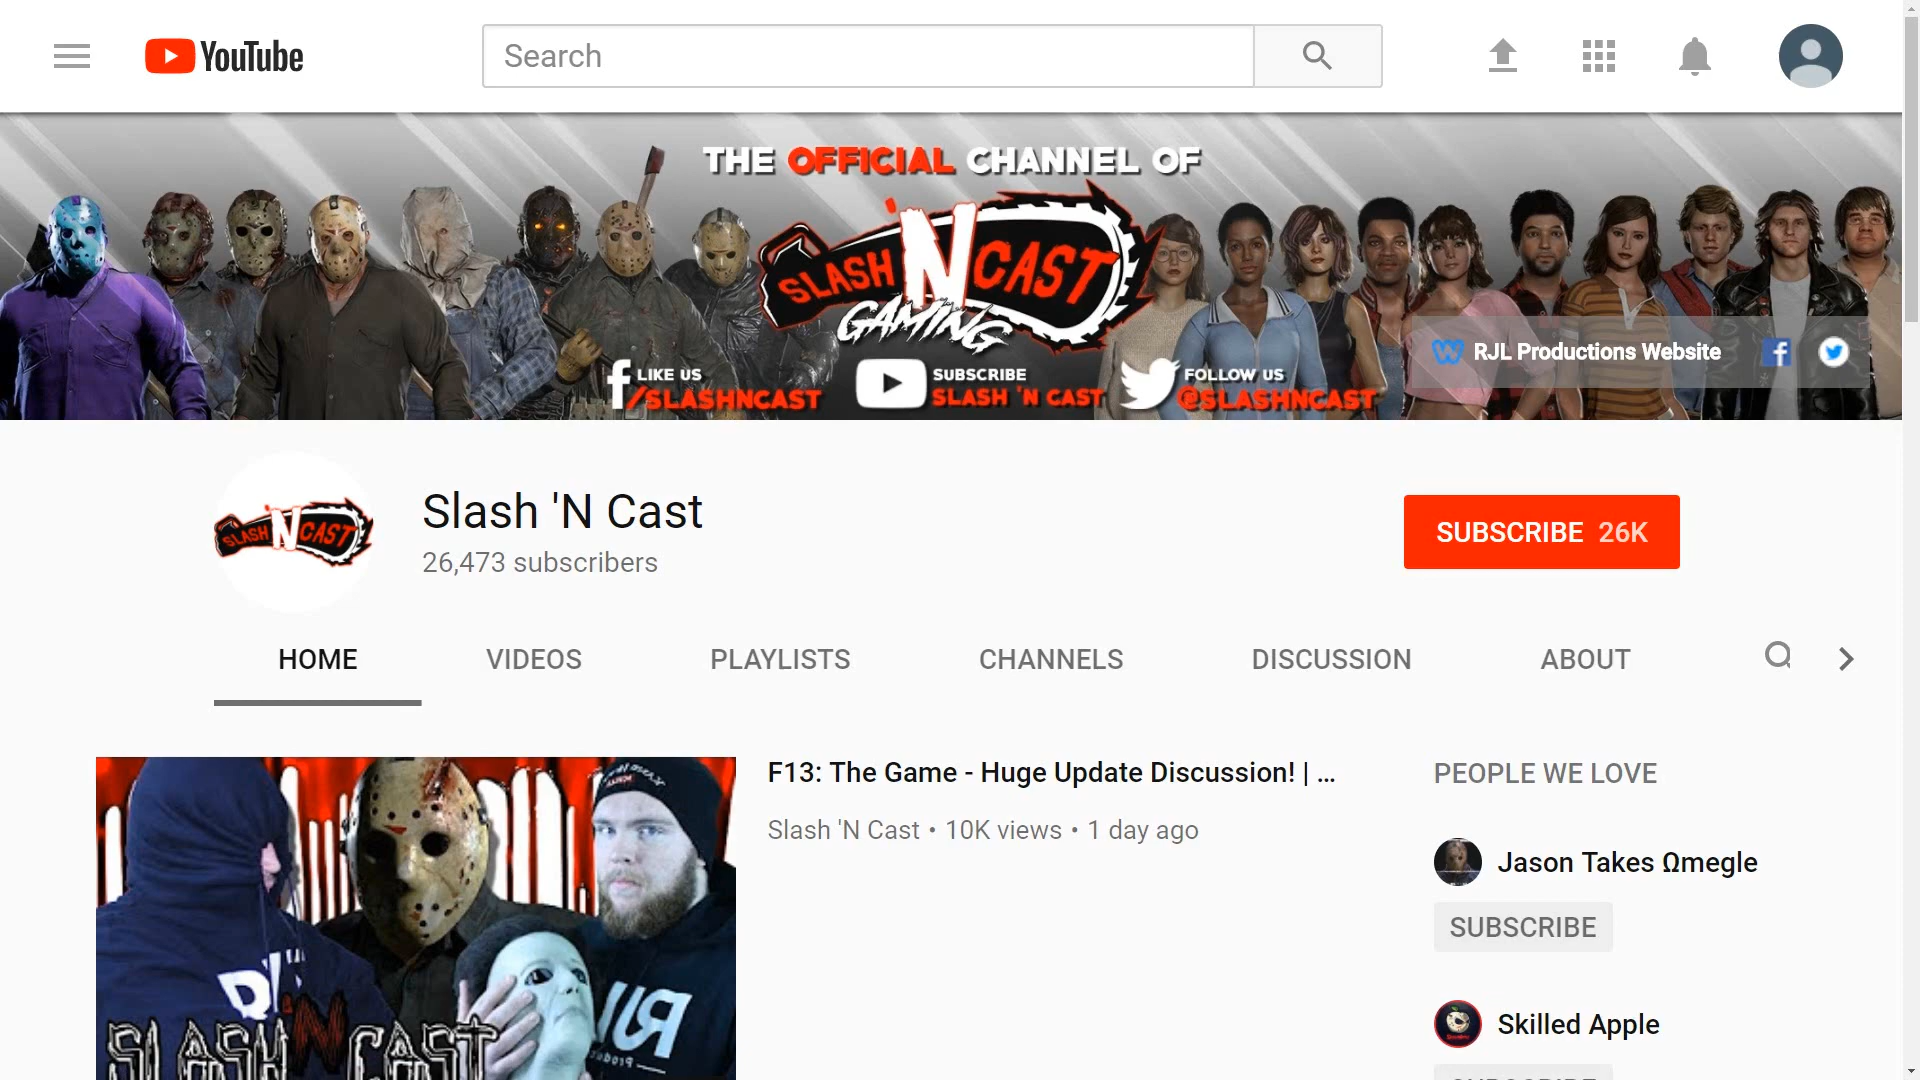 YouTube
Search
THE OFFICIAL CHANNEL OF
SLASH 'N CAST
GAMING
LIKE US
/SLASHNCAST
SUBSCRIBE
SLASH 'N CAST
FOLLOW US
@SLASHNCAST
RJL Productions Website
SLASH 'N CAST
Slash 'N Cast
26,473 subscribers
SUBSCRIBE 26K
HOME
VIDEOS
PLAYLISTS
CHANNELS
DISCUSSION
ABOUT
F13: The Game - Huge Update Discussion! | ...
Slash 'N Cast • 10K views • 1 day ago
SLASH 'N CAST
PEOPLE WE LOVE
Jason Takes Ωmegle
SUBSCRIBE
Skilled Apple
SUBSCRIBE